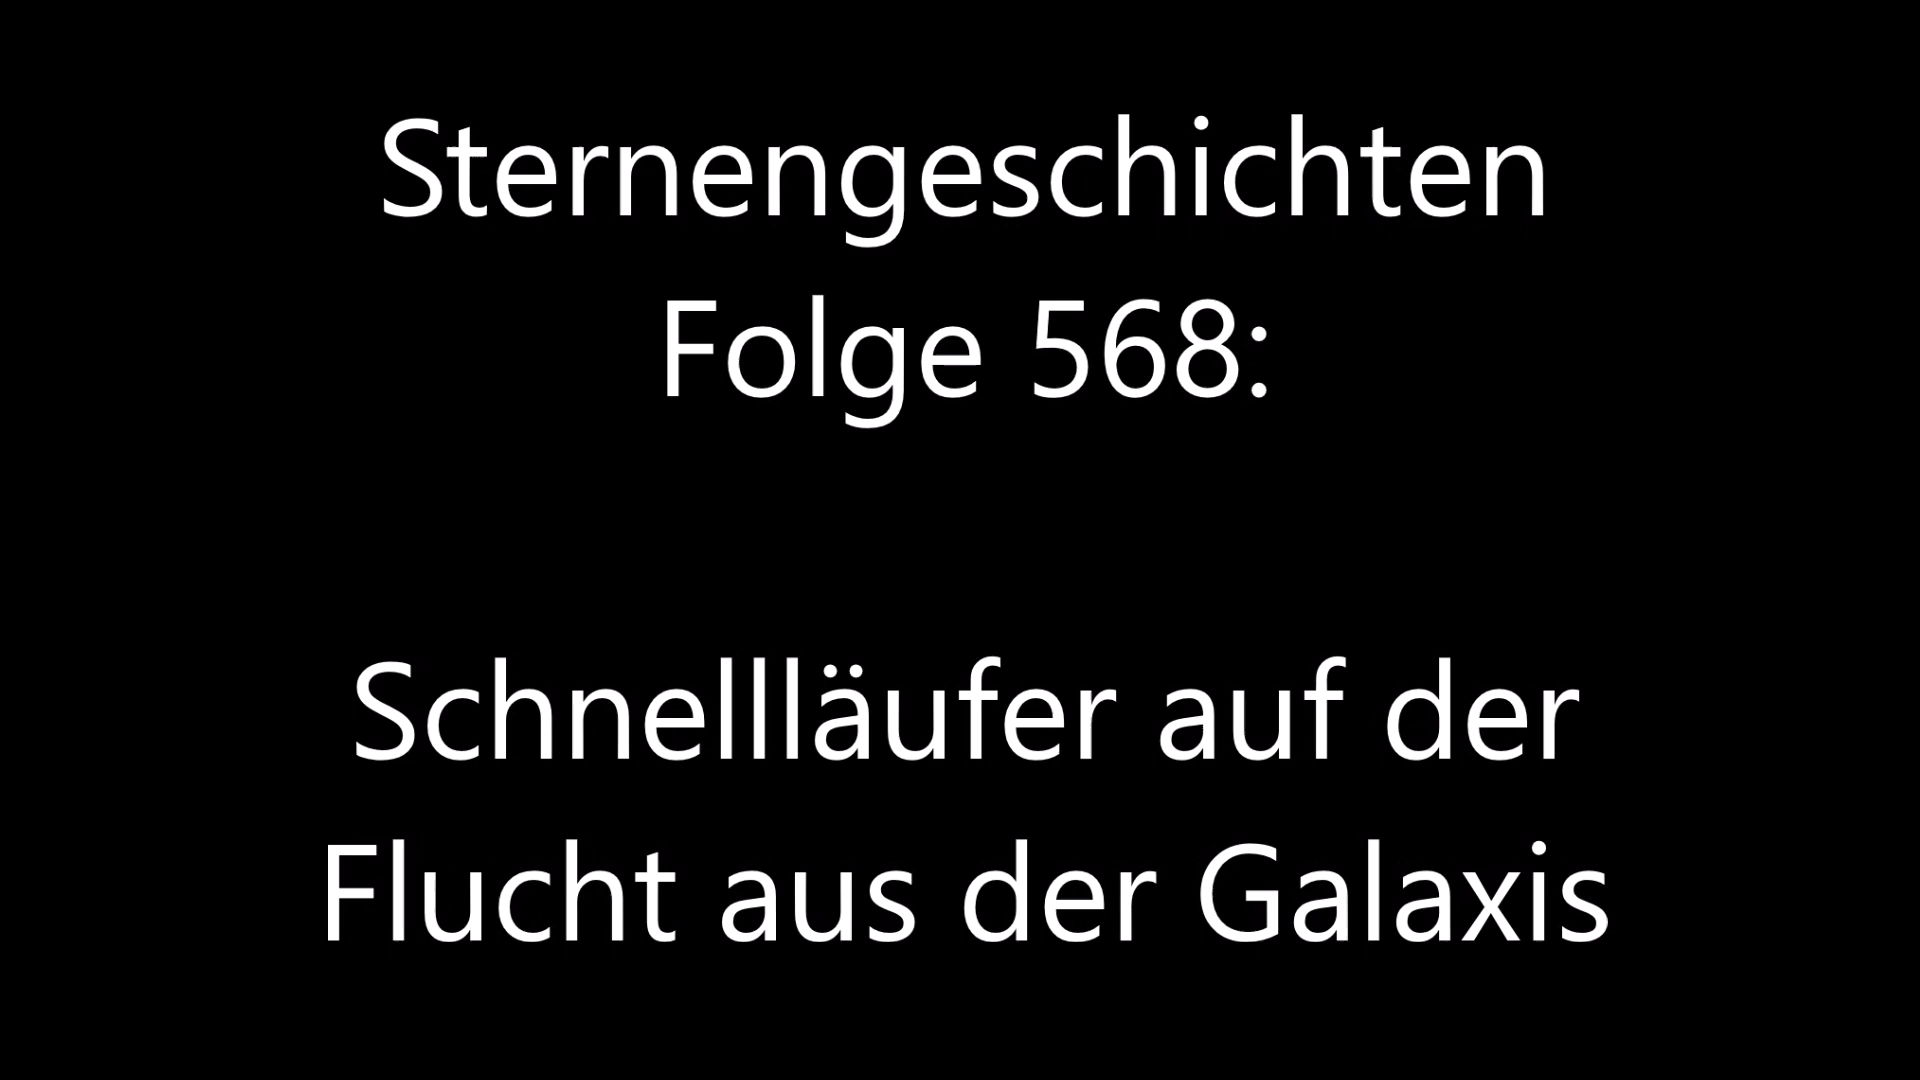 Sternengeschichten
Folge 568:
Schnellläufer auf der
Flucht aus der Galaxis